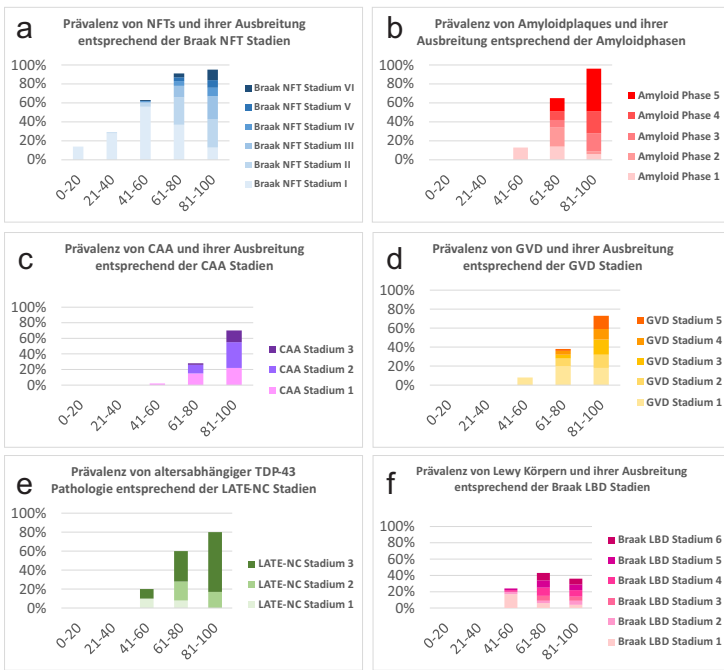 a
Prävalenz von NFTs und ihrer Ausbreitung
entsprechend der Braak NFT Stadien
100%
80%
60%
40%
20%
0%
0-20
21-40
41-60
61-80
81-100
Braak NFT Stadium VI
Braak NFT Stadium V
Braak NFT Stadium IV
Braak NFT Stadium III
Braak NFT Stadium II
Braak NFT Stadium I
b
Prävalenz von Amyloidplaques und ihrer
Ausbreitung entsprechend der Amyloidphasen
100%
80%
60%
40%
20%
0%
0-20
21-40
41-60
61-80
81-100
Amyloid Phase 5
Amyloid Phase 4
Amyloid Phase 3
Amyloid Phase 2
Amyloid Phase 1
c
Prävalenz von CAA und ihrer Ausbreitung
entsprechend der CAA Stadien
100%
80%
60%
40%
20%
0%
0-20
21-40
41-60
61-80
81-100
CAA Stadium 3
CAA Stadium 2
CAA Stadium 1
d
Prävalenz von GVD und ihrer Ausbreitung
entsprechend der GVD Stadien
100%
80%
60%
40%
20%
0%
0-20
21-40
41-60
61-80
81-100
GVD Stadium 5
GVD Stadium 4
GVD Stadium 3
GVD Stadium 2
GVD Stadium 1
e
Prävalenz von altersabhängiger TDP-43
Pathologie entsprechend der LATE-NC Stadien
100%
80%
60%
40%
20%
0%
0-20
21-40
41-60
61-80
81-100
LATE-NC Stadium 3
LATE-NC Stadium 2
LATE-NC Stadium 1
f
Prävalenz von Lewy Körpern und ihrer Ausbreitung
entsprechend der Braak LBD Stadien
100%
80%
60%
40%
20%
0%
0-20
21-40
41-60
61-80
81-100
Braak LBD Stadium 6
Braak LBD Stadium 5
Braak LBD Stadium 4
Braak LBD Stadium 3
Braak LBD Stadium 2
Braak LBD Stadium 1